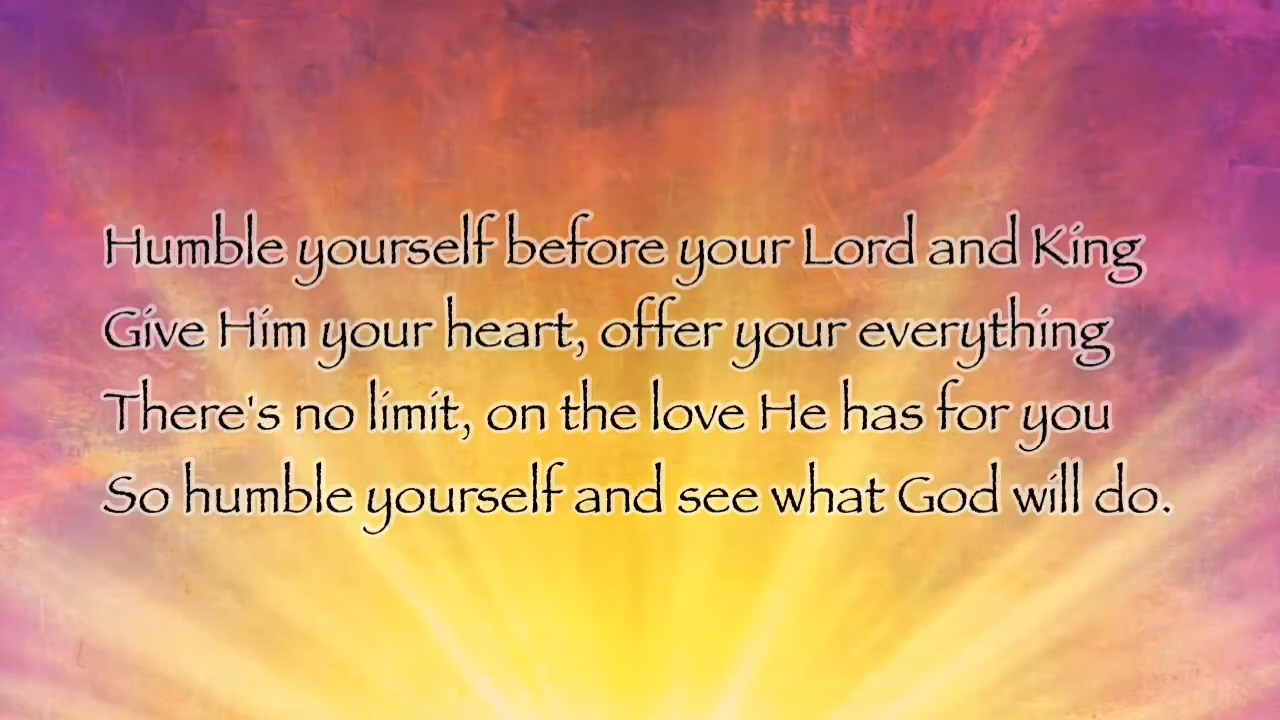 Humble yourself before your Lord and King
Give Him your heart, offer your everything
There's no limit, on the love He has for you
So humble yourself and see what God will do.